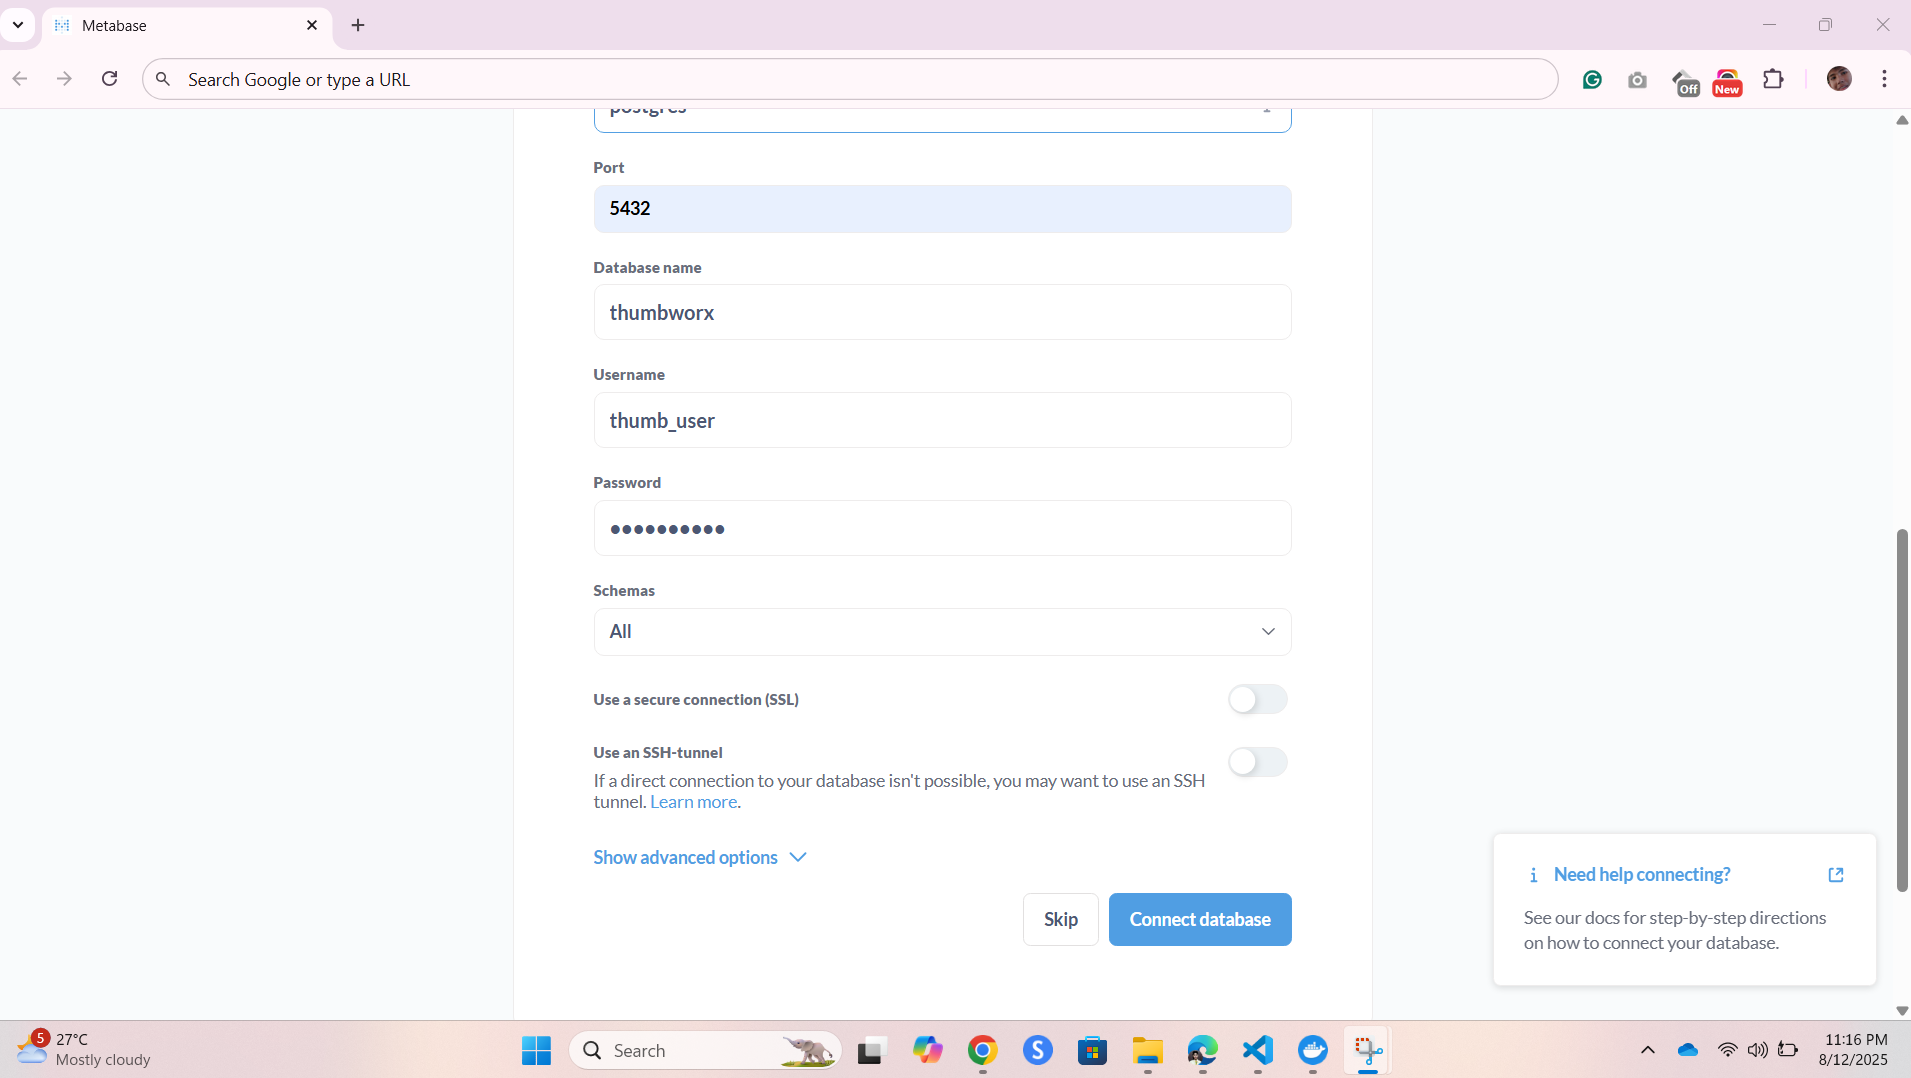 Metabase
Search Google or type a URL
Off
New
postgres
Port
5432
Database name
thumbworx
Username
thumb_user
Password
••••••••••
Schemas
All
Use a secure connection (SSL)
Use an SSH-tunnel
If a direct connection to your database isn't possible, you may want to use an SSH
tunnel. Learn more.
Show advanced options
Skip
Connect database
Need help connecting?
See our docs for step-by-step directions
on how to connect your database.
5
27°C
Mostly cloudy
Search
S
11:16 PM
8/12/2025